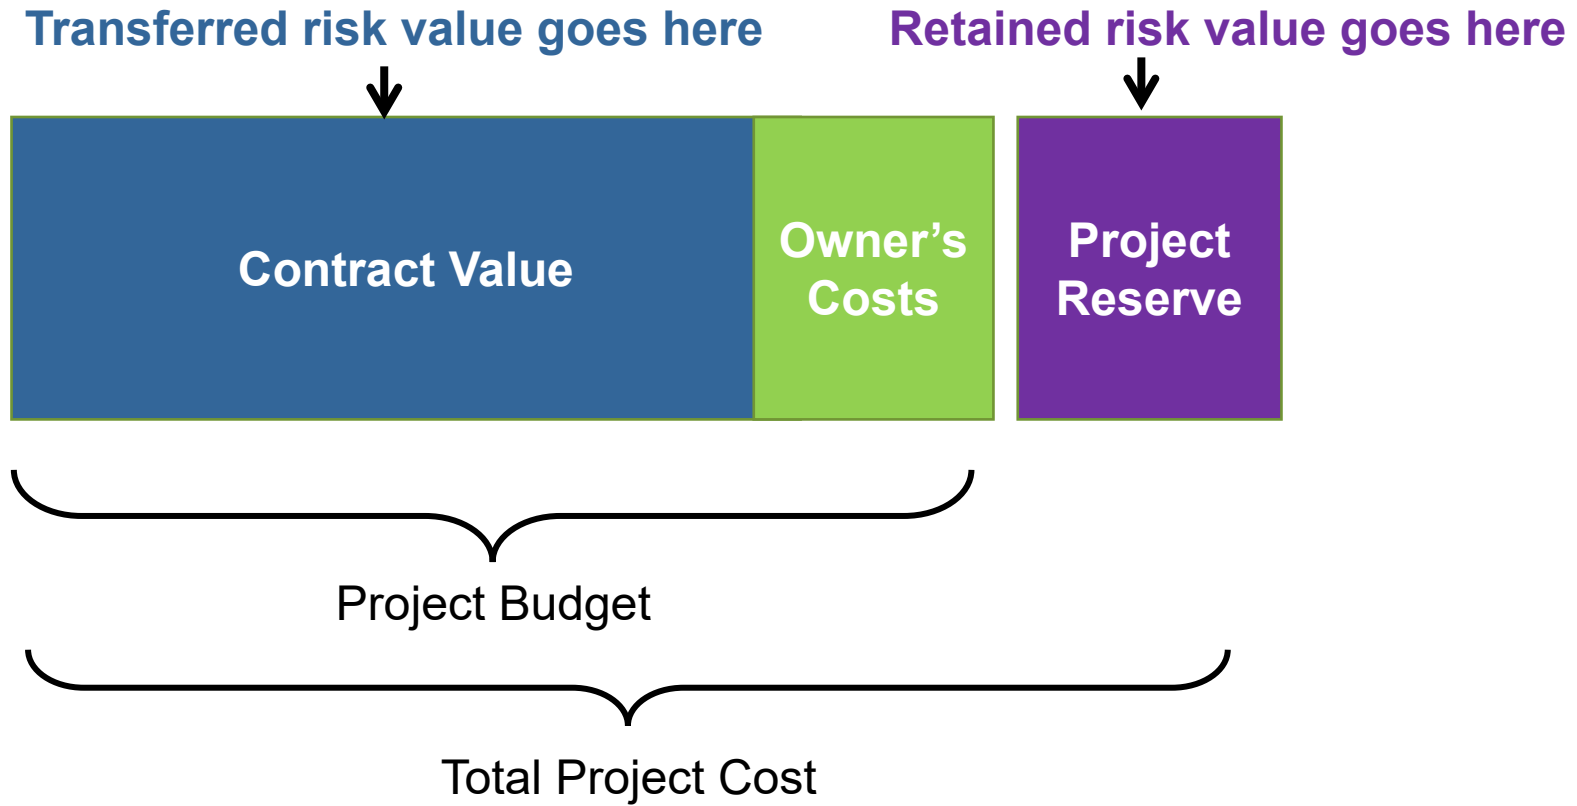 Transferred risk value goes here
Retained risk value goes here
Contract Value
Owner’s
Costs
Project
Reserve
Project Budget
Total Project Cost